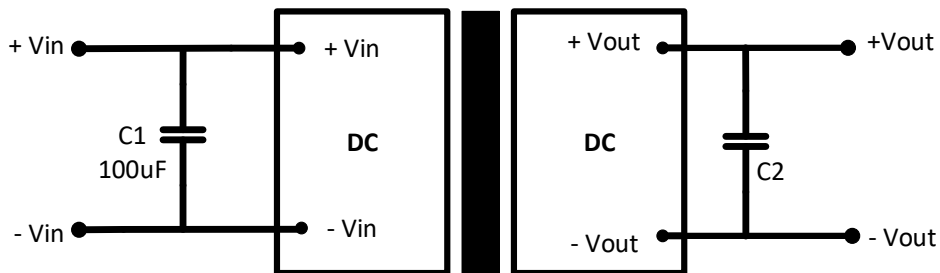 + Vin
+ Vin
C1
100uF
DC
- Vin
- Vin
+ Vout
+Vout
DC
C2
- Vout
- Vout